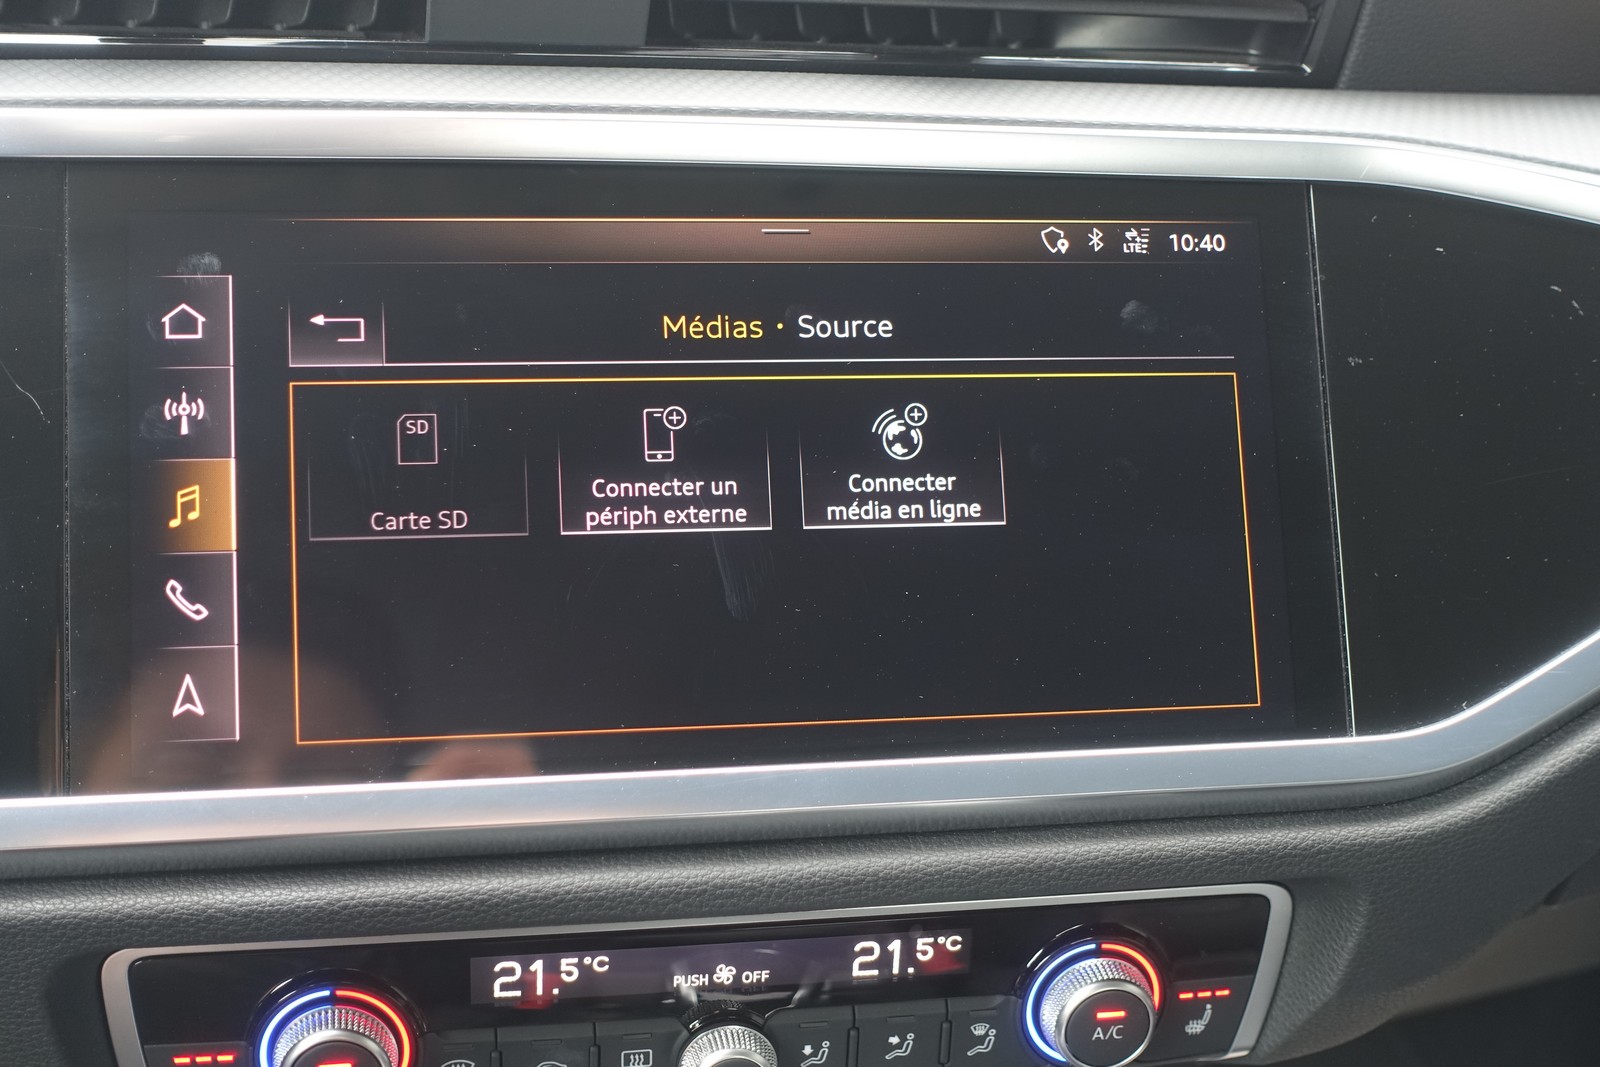 LTE 10:40
Médias • Source
SD
Carte SD
Connecter un
périph externe
Connecter
média en ligne
21.5°C PUSH OFF 21.5°C
A/C